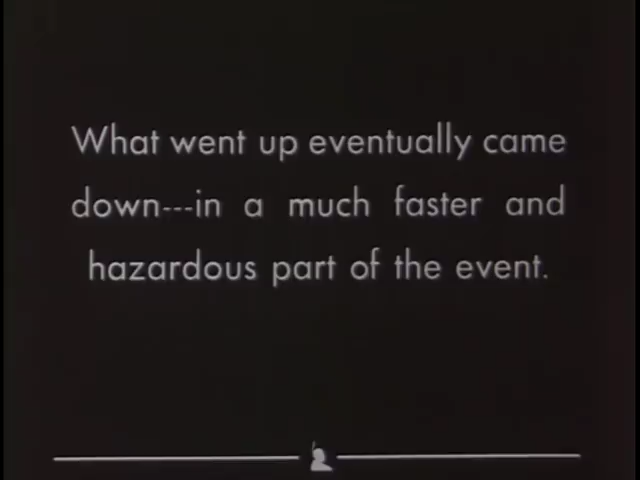 What went up eventually came
down---in a much faster and
hazardous part of the event.